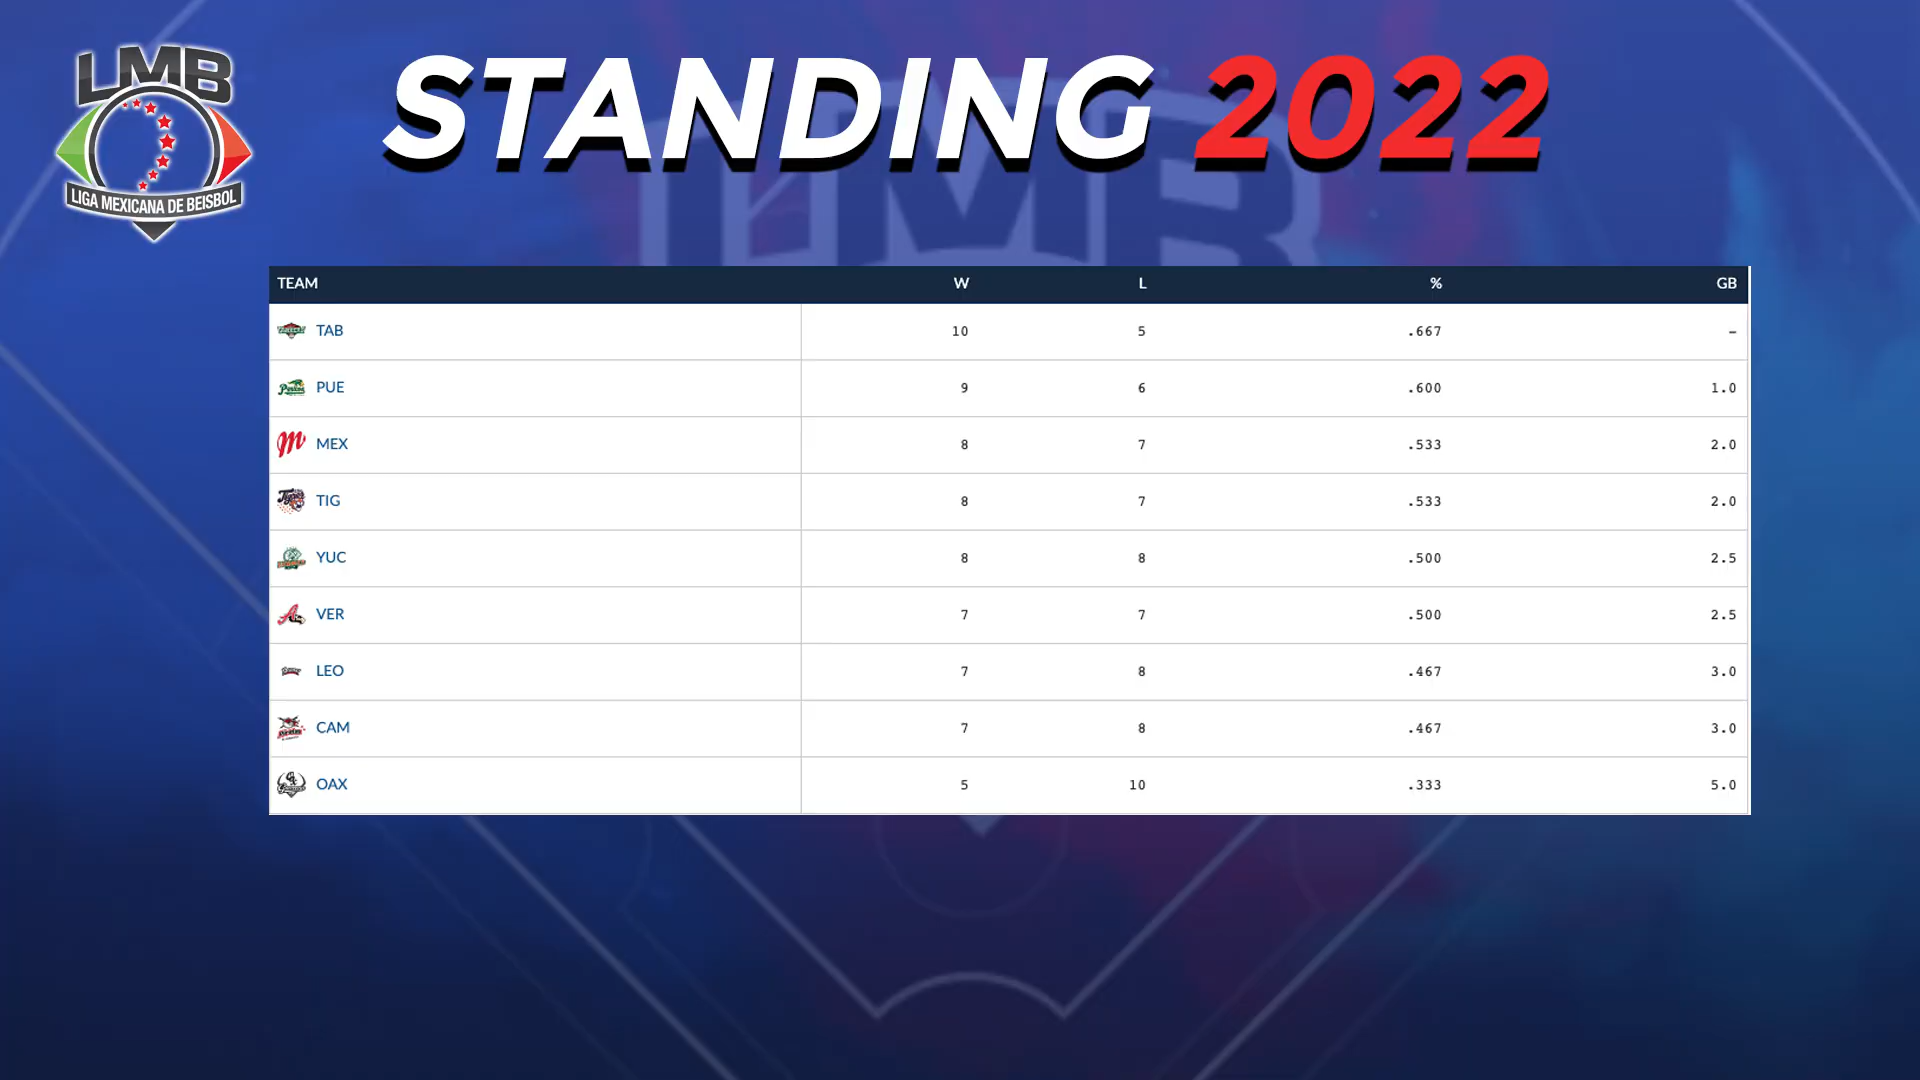 LMB
LIGA MEXICANA DE BEISBOL
STANDING 2022
TEAM W L % GB
TAB 10 5 .667 –
PUE 9 6 .600 1.0
MEX 8 7 .533 2.0
TIG 8 7 .533 2.0
YUC 8 8 .500 2.5
VER 7 7 .500 2.5
LEO 7 8 .467 3.0
CAM 7 8 .467 3.0
OAX 5 10 .333 5.0